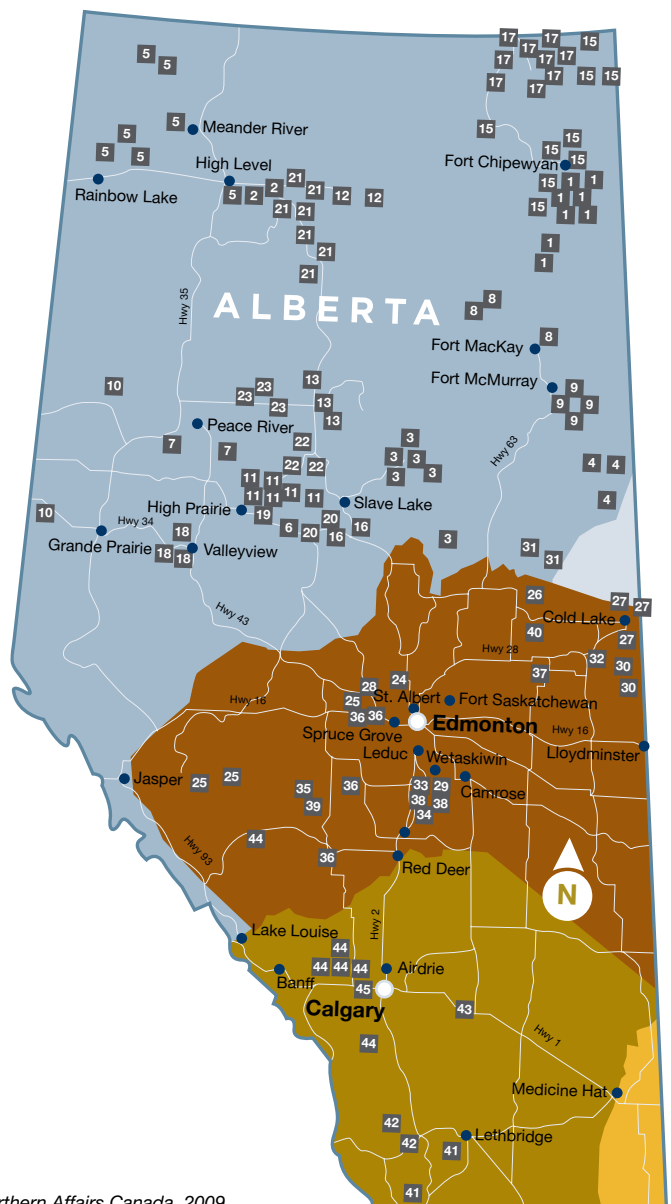 17 17 15
17
5 17 17
5 17
17 15 15
17 17
5 Meander River 15
5 15
5 5 High Level Fort Chipewyan 15
21 15 1 1
Rainbow Lake 5 2 2 21 12 12 1 1
21 21 15 1 1
21
21 1
21 1
Hwy 35
ALBERTA
8
8
8
Fort MacKay
Fort McMurray
10 23 13 9
23 23 13 9 9
13 9
Peace River
7 7 22 3
Hwy 63
22 22 3 3 4 4
11 11 3 3
11 11 11 11 4
High Prairie Slave Lake
10 19 20 16
Hwy 34 6 20 16
Grande Prairie 18 Valleyview 3
18 18 31
31
26 27 27
Cold Lake
Hwy 43 40 27
Hwy 28 32 30
24 37 30
28 St. Albert Fort Saskatchewan
Hwy 16 25
36 36 Edmonton Hwy 16
Spruce Grove
Leduc Wetaskiwin Lloydminster
Jasper 25 25
35 36 33 29 Camrose
39 38 38
34
44
Hwy 93 36
Red Deer
N
Hwy 2
Lake Louise
44
44 44 44 Airdrie
Banff
45
Calgary 43
Hwy 1
44
Medicine Hat
42
42 Lethbridge
41
41
rthern Affairs Canada, 2009